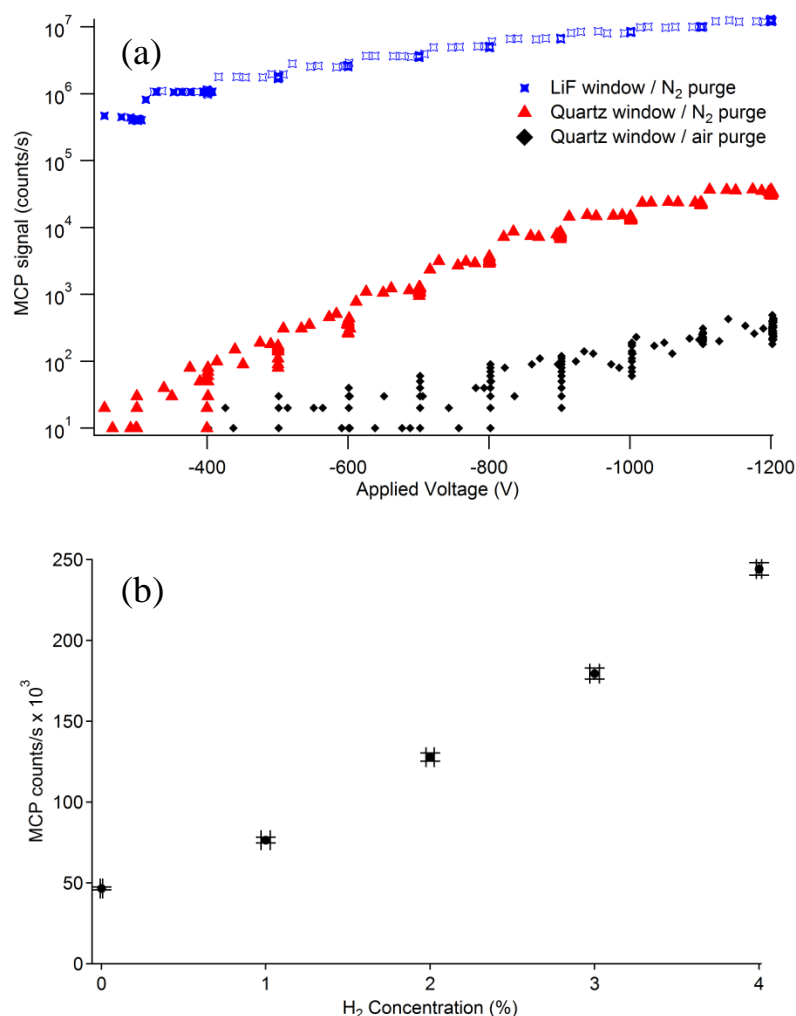 (a)
10⁷
10⁶
10⁵
10⁴
10³
10²
10¹
MCP signal (counts/s)
LiF window / N₂ purge
Quartz window / N₂ purge
Quartz window / air purge
-400
-600
-800
-1000
-1200
Applied Voltage (V)
(b)
250
200
150
100
50
0
MCP counts/s x 10³
0
1
2
3
4
H₂ Concentration (%)